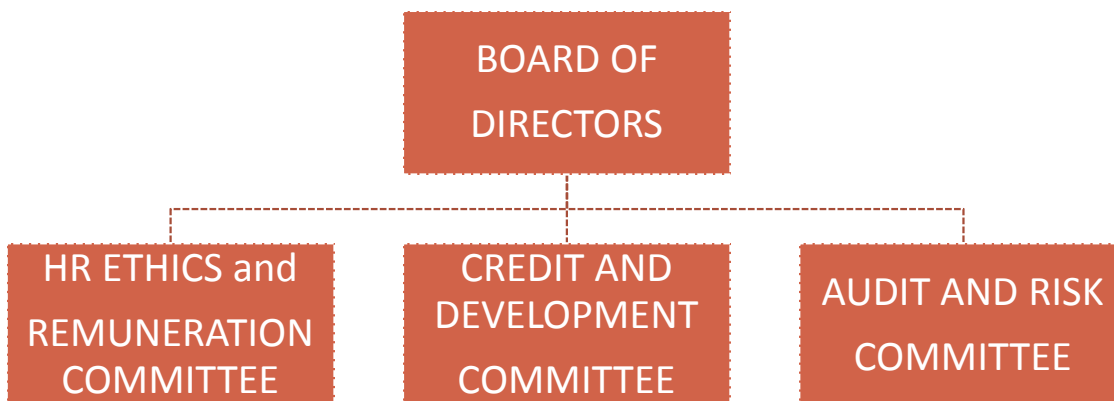 BOARD OF
DIRECTORS
HR ETHICS and
REMUNERATION
COMMITTEE
CREDIT AND
DEVELOPMENT
COMMITTEE
AUDIT AND RISK
COMMITTEE